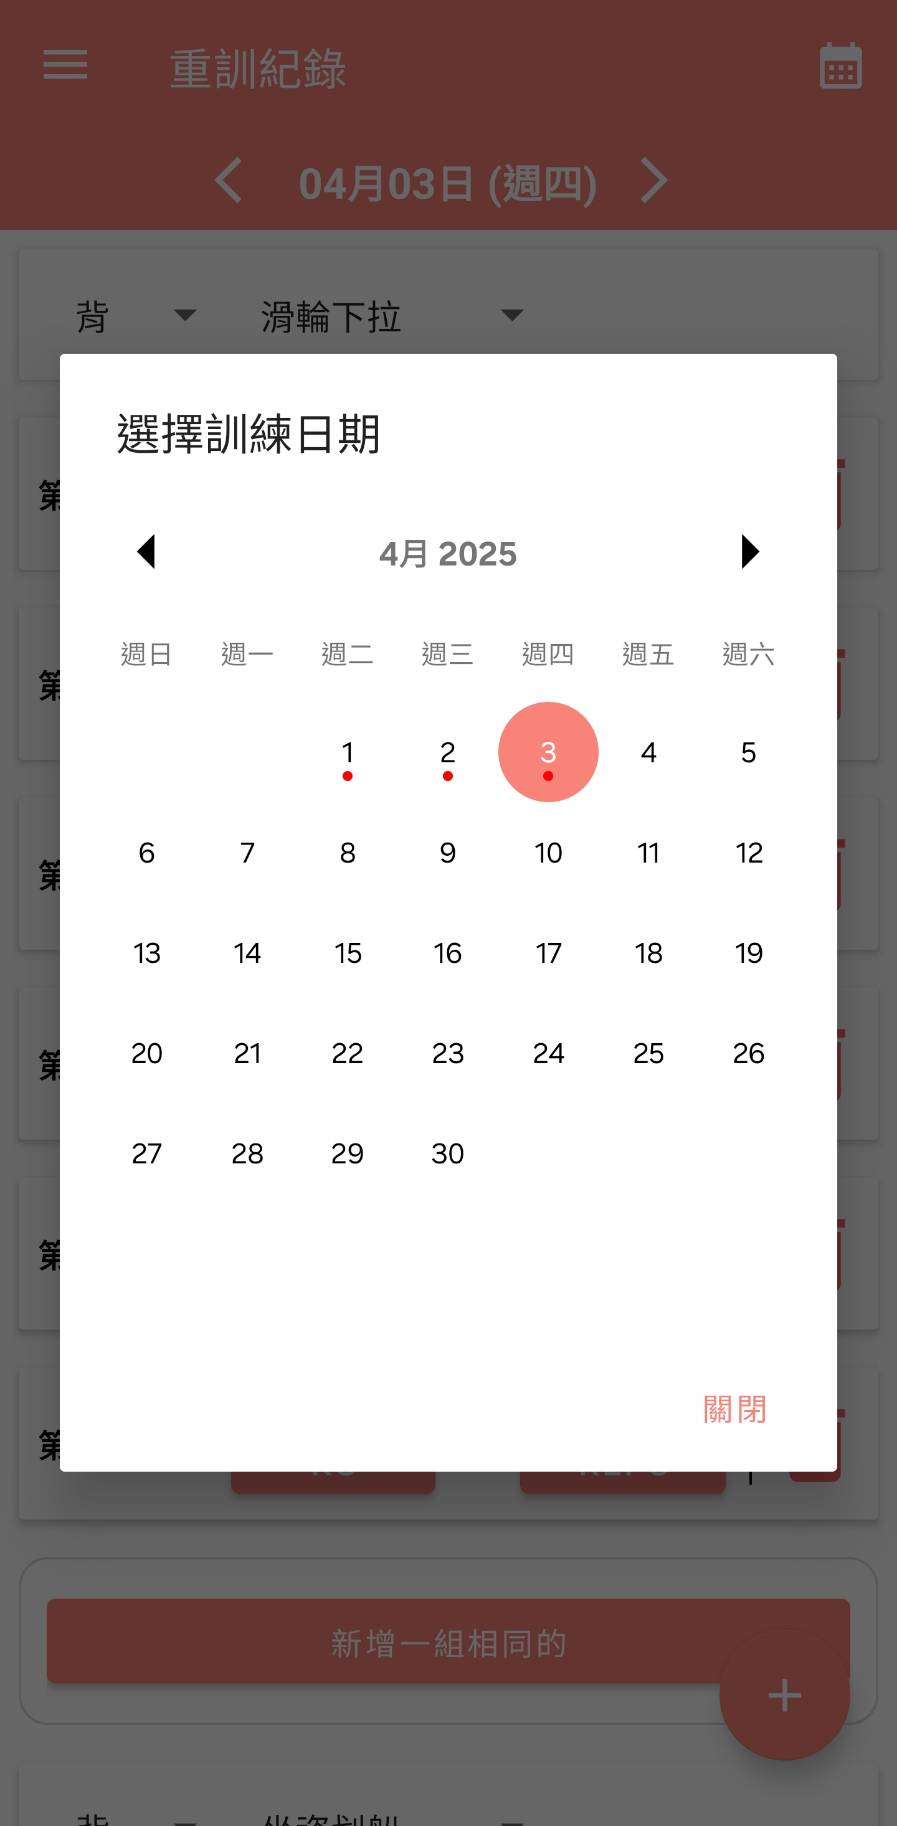 重訓紀錄
04月03日 (週四)
背 滑輪下拉
選擇訓練日期
4月 2025
週日 週一 週二 週三 週四 週五 週六
1 2 3 4 5
6 7 8 9 10 11 12
13 14 15 16 17 18 19
20 21 22 23 24 25 26
27 28 29 30
關閉
第
第
第
第
第
第
新增一組相同的
+
背